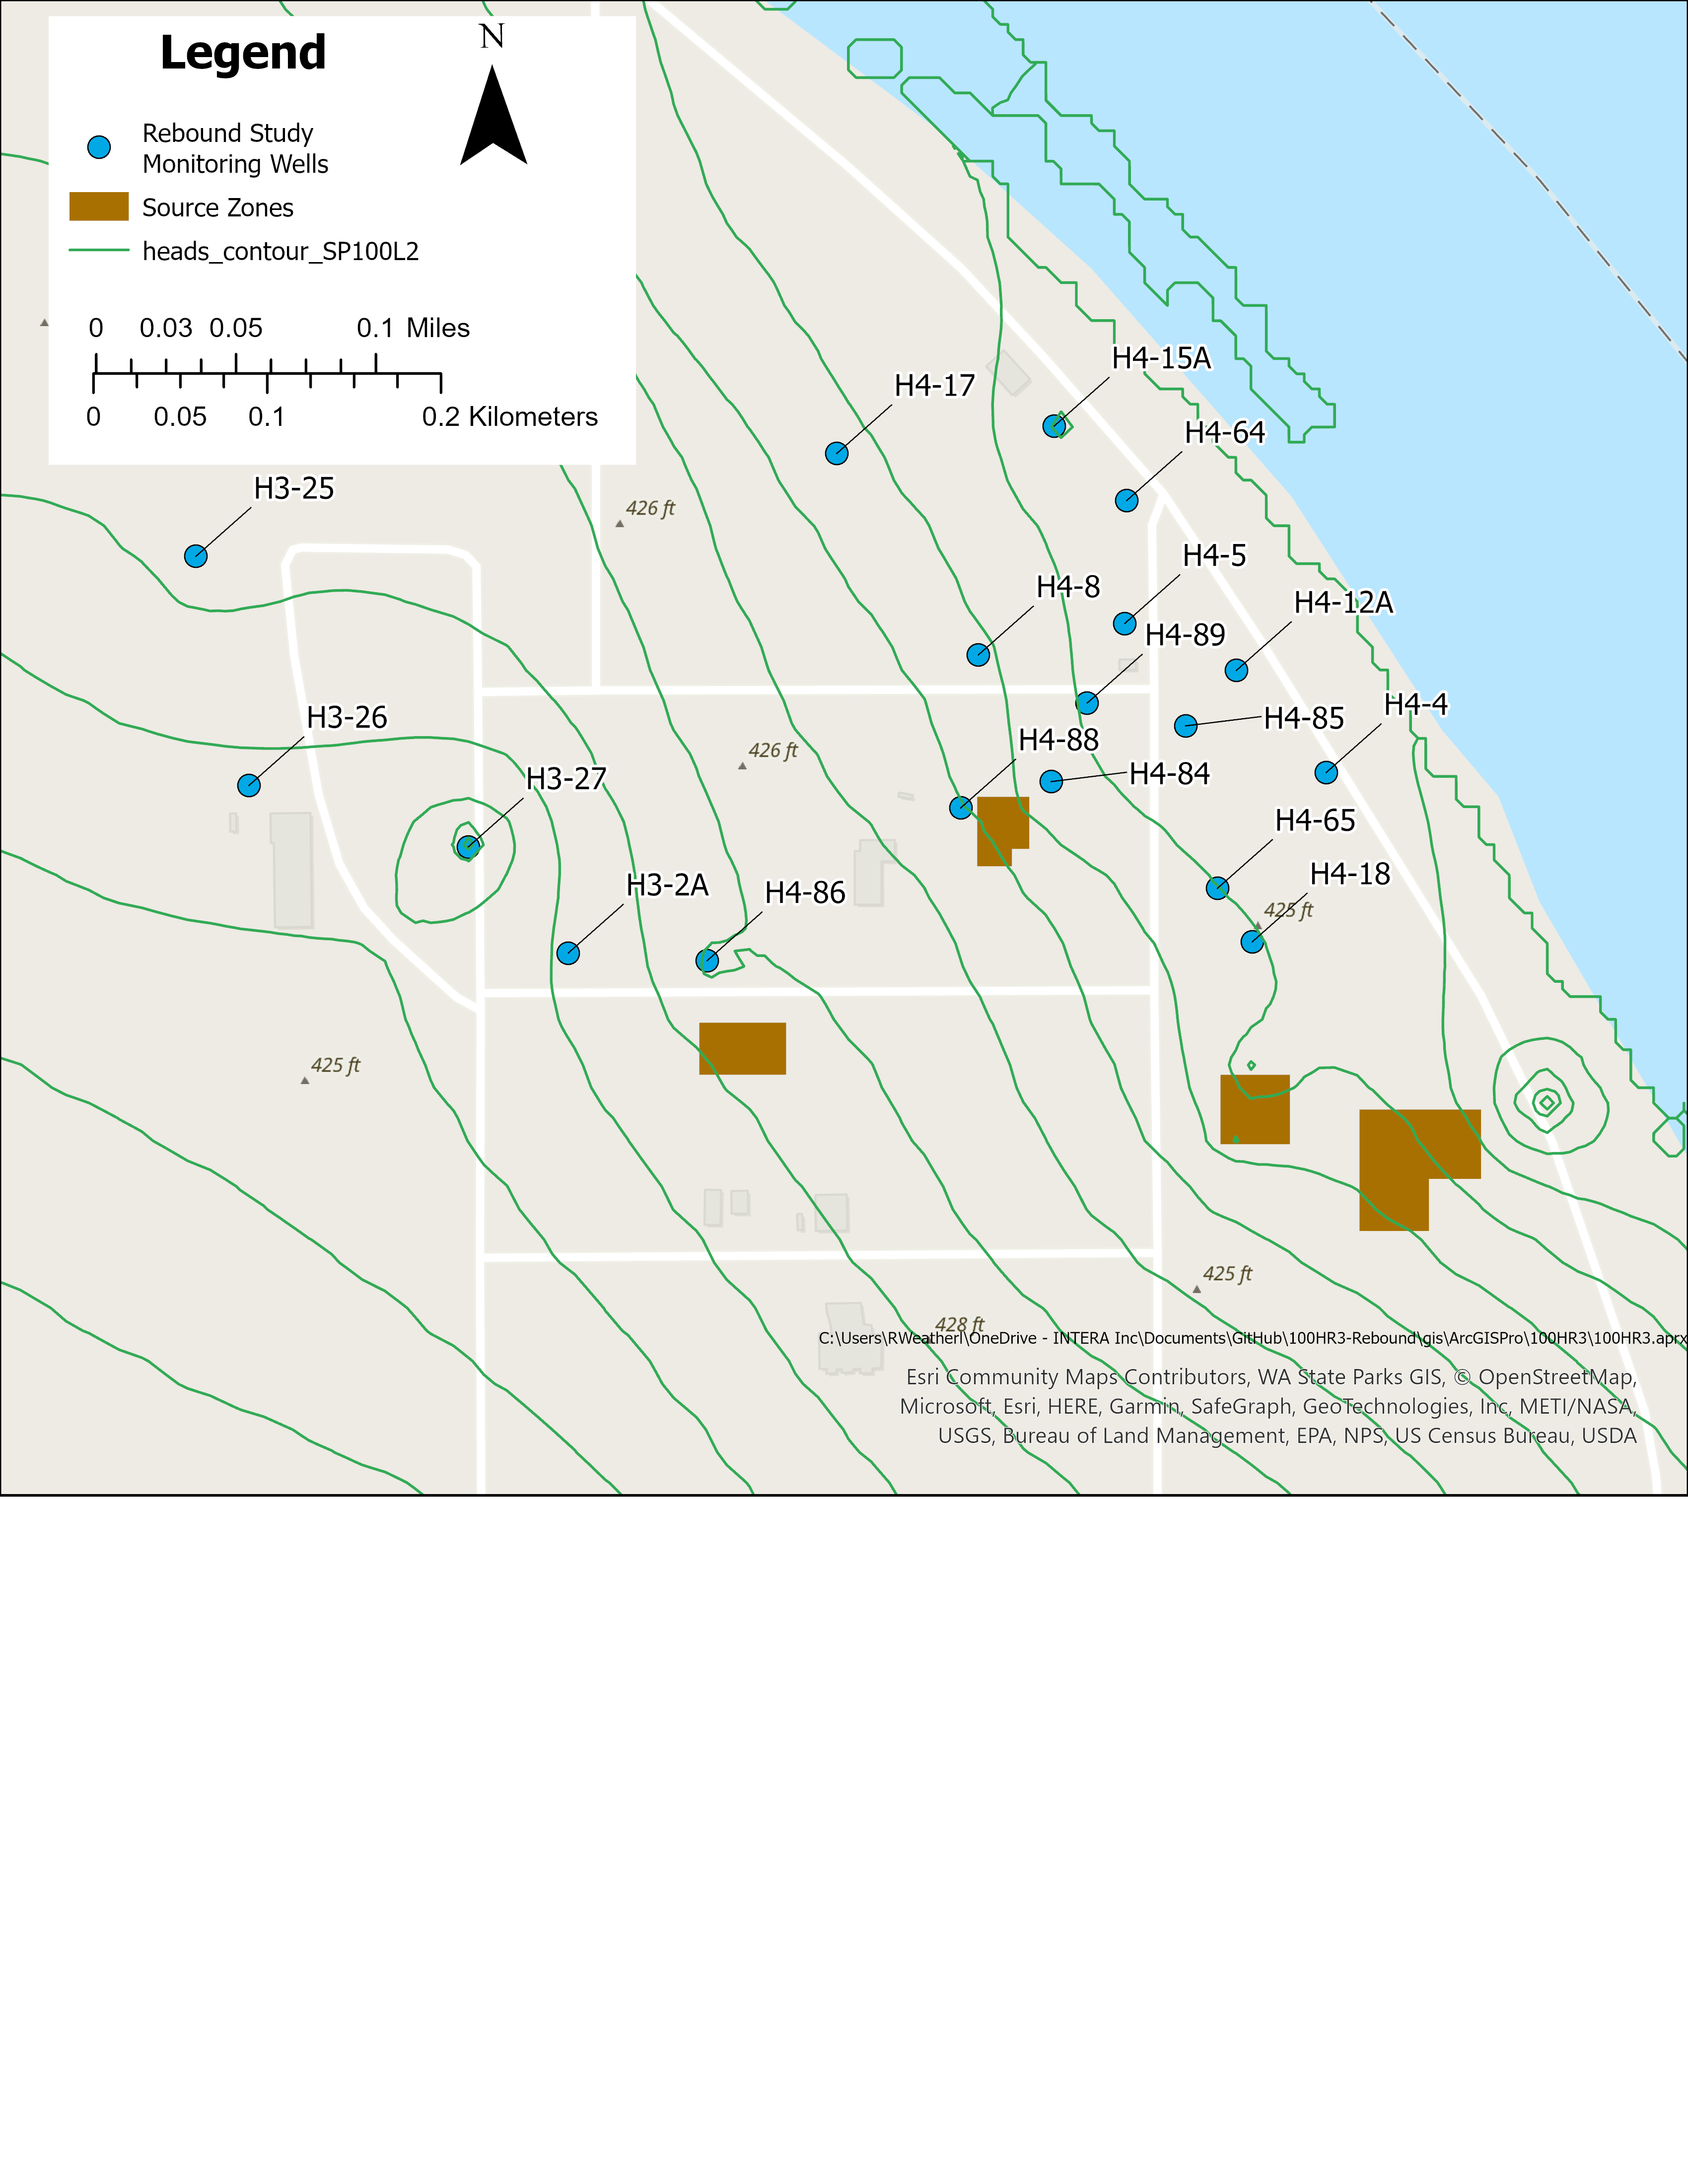 Legend
N
Rebound Study
Monitoring Wells
Source Zones
heads_contour_SP100L2
0 0.03 0.05 0.1 Miles
0 0.05 0.1 0.2 Kilometers
H4-15A
H4-17
H4-64
H3-25
426 ft
H4-5
H4-8
H4-12A
H4-89
H4-4
H3-26
H4-85
H4-88
426 ft
H4-84
H3-27
H4-65
H4-18
H3-2A
H4-86
425 ft
425 ft
425 ft
428 ft
C:\Users\RWeatherl\OneDrive - INTERA Inc\Documents\GitHub\100HR3-Rebound\gis\ArcGISPro\100HR3\100HR3.aprx
Esri Community Maps Contributors, WA State Parks GIS, © OpenStreetMap,
Microsoft, Esri, HERE, Garmin, SafeGraph, GeoTechnologies, Inc, METI/NASA,
USGS, Bureau of Land Management, EPA, NPS, US Census Bureau, USDA